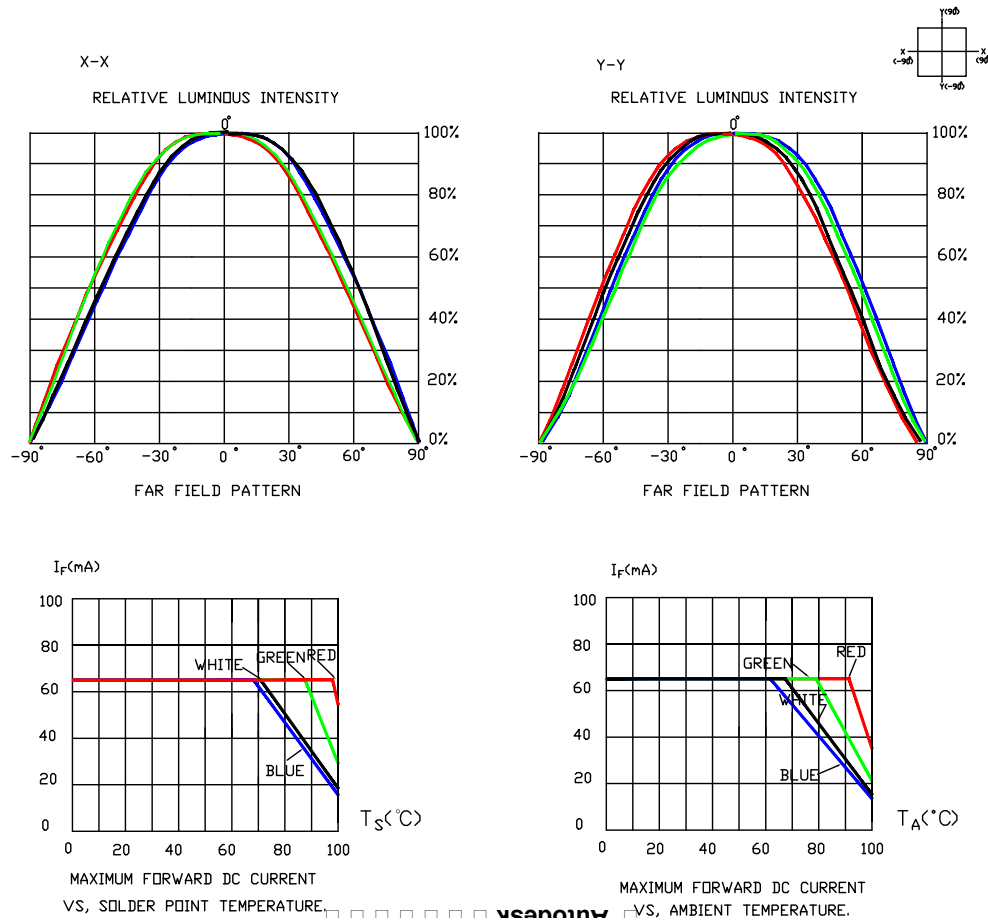 Y(90°)
X X
(-90°) (90°
Y(-90°)
X-X
Y-Y
RELATIVE LUMINOUS INTENSITY
RELATIVE LUMINOUS INTENSITY
0°
0°
100%
80%
60%
40%
20%
0%
100%
80%
60%
40%
20%
0%
-90° -60° -30° 0° 30° 60° 90°
-90° -60° -30° 0° 30° 60° 90°
FAR FIELD PATTERN
FAR FIELD PATTERN
IF(mA)
100
80
60
40
20
0
WHITE GREEN RED
BLUE
TS(°C)
0 20 40 60 80 100
MAXIMUM FORWARD DC CURRENT
VS, SOLDER POINT TEMPERATURE.
IF(mA)
100
80
60
40
20
0
GREEN RED
WHITE
BLUE
TA(°C)
0 20 40 60 80 100
MAXIMUM FORWARD DC CURRENT
VS, AMBIENT TEMPERATURE.
Autodesk